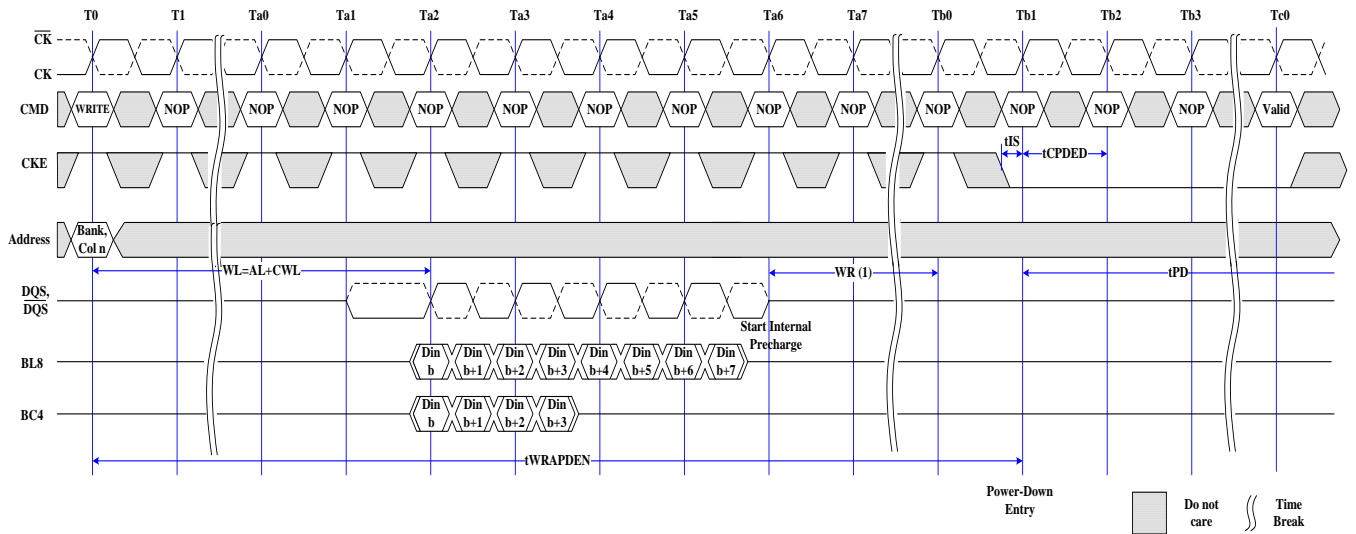 T0 T1 Ta0 Ta1 Ta2 Ta3 Ta4 Ta5 Ta6 Ta7 Tb0 Tb1 Tb2 Tb3 Tc0
CK
CK
CMD WRITE NOP NOP NOP NOP NOP NOP NOP NOP NOP NOP NOP NOP NOP Valid
tIS
CKE tCPDED
Address Bank,
Col n
WL=AL+CWL WR (1) tPD
DQS,
DQS
Start Internal
Precharge
BL8 Din Din Din Din Din Din Din Din
b b+1 b+2 b+3 b+4 b+5 b+6 b+7
BC4 Din Din Din Din
b b+1 b+2 b+3
tWRAPDEN
Power-Down
Entry
Do not
care
Time
Break